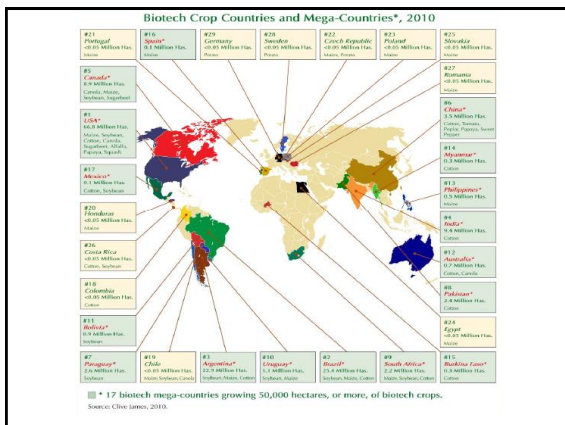 Biotech Crop Countries and Mega-Countries*, 2010
#21
Portugal
<0.05 Million Has.
Maize
#16
Spain*
0.1 Million Has.
Maize
#29
Germany
<0.05 Million Has.
Potato
#28
Sweden
<0.05 Million Has.
Potato
#22
Czech Republic
<0.05 Million Has.
Maize, Potato
#23
Poland
<0.05 Million Has.
Maize
#25
Slovakia
<0.05 Million Has.
Maize
#27
Romania
<0.05 Million Has.
Maize
#5
Canada*
8.9 Million Has.
Canola, Maize,
Soybean, Sugarbeet
#1
USA*
66.8 Million Has.
Maize, Soybean,
Cotton, Canola,
Sugarbeet, Alfalfa,
Papaya, Squash
#17
Mexico*
0.1 Million Has.
Cotton, Soybean
#20
Honduras
<0.05 Million Has.
Maize
#26
Costa Rica
<0.05 Million Has.
Cotton, Soybean
#18
Colombia
<0.05 Million Has.
Cotton
#11
Bolivia*
0.9 Million Has.
Soybean
#6
China*
3.5 Million Has.
Cotton, Tomato,
Poplar, Papaya, Sweet
Pepper
#14
Myanmar*
0.3 Million Has.
Cotton
#13
Philippines*
0.5 Million Has.
Maize
#4
India*
9.4 Million Has.
Cotton
#12
Australia*
0.7 Million Has.
Cotton, Canola
#8
Pakistan*
2.4 Million Has.
Cotton
#24
Egypt
<0.05 Million Has.
Maize
#7
Paraguay*
2.6 Million Has.
Soybean
#19
Chile
<0.05 Million Has.
Maize, Soybean, Canola
#3
Argentina*
22.9 Million Has.
Soybean, Maize, Cotton
#10
Uruguay*
1.1 Million Has.
Soybean, Maize
#2
Brazil*
25.4 Million Has.
Soybean, Maize, Cotton
#9
South Africa*
2.2 Million Has.
Maize, Soybean, Cotton
#15
Burkina Faso*
0.3 Million Has.
Cotton
* 17 biotech mega-countries growing 50,000 hectares, or more, of biotech crops.
Source: Clive James, 2010.